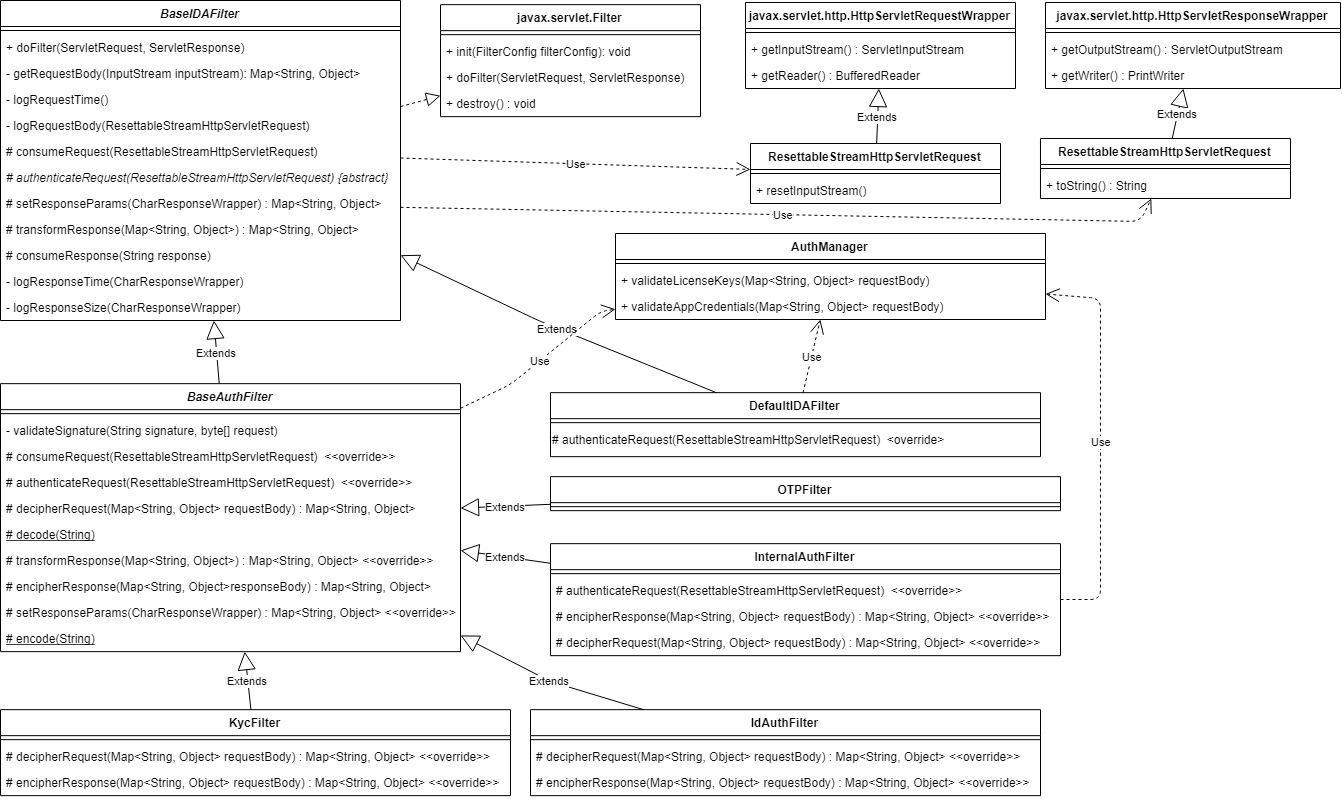 BaseIDAFilter
+ doFilter(ServletRequest, ServletResponse)
- getRequestBody(InputStream inputStream): Map<String, Object>
- logRequestTime()
- logRequestBody(ResettableStreamHttpServletRequest)
# consumeRequest(ResettableStreamHttpServletRequest)
# authenticateRequest(ResettableStreamHttpServletRequest) {abstract}
# setResponseParams(CharResponseWrapper) : Map<String, Object>
# transformResponse(Map<String, Object>) : Map<String, Object>
# consumeResponse(String response)
- logResponseTime(CharResponseWrapper)
- logResponseSize(CharResponseWrapper)
javax.servlet.Filter
+ init(FilterConfig filterConfig): void
+ doFilter(ServletRequest, ServletResponse)
+ destroy() : void
javax.servlet.http.HttpServletRequestWrapper
+ getInputStream() : ServletInputStream
+ getReader() : BufferedReader
javax.servlet.http.HttpServletResponseWrapper
+ getOutputStream() : ServletOutputStream
+ getWriter() : PrintWriter
Extends
Extends
ResettableStreamHttpServletRequest
+ resetInputStream()
ResettableStreamHttpServletRequest
+ toString() : String
Use
Use
AuthManager
+ validateLicenseKeys(Map<String, Object> requestBody)
+ validateAppCredentials(Map<String, Object> requestBody)
Extends
Extends
Use
Use
Use
BaseAuthFilter
- validateSignature(String signature, byte[] request)
# consumeRequest(ResettableStreamHttpServletRequest) <<override>>
# authenticateRequest(ResettableStreamHttpServletRequest) <<override>>
# decipherRequest(Map<String, Object> requestBody) : Map<String, Object>
# decode(String)
# transformResponse(Map<String, Object>) : Map<String, Object> <<override>>
# encipherResponse(Map<String, Object>responseBody) : Map<String, Object>
# setResponseParams(CharResponseWrapper) : Map<String, Object> <<override>>
# encode(String)
DefaultIDAFilter
# authenticateRequest(ResettableStreamHttpServletRequest) <override>
OTPFilter
Extends
InternalAuthFilter
# authenticateRequest(ResettableStreamHttpServletRequest) <<override>>
# encipherResponse(Map<String, Object> requestBody) : Map<String, Object> <<override>>
# decipherRequest(Map<String, Object> requestBody) : Map<String, Object> <<override>>
Extends
Extends
Extends
KycFilter
# decipherRequest(Map<String, Object> requestBody) : Map<String, Object> <<override>>
# encipherResponse(Map<String, Object> requestBody) : Map<String, Object> <<override>>
IdAuthFilter
# decipherRequest(Map<String, Object> requestBody) : Map<String, Object> <<override>>
# encipherResponse(Map<String, Object> requestBody) : Map<String, Object> <<override>>